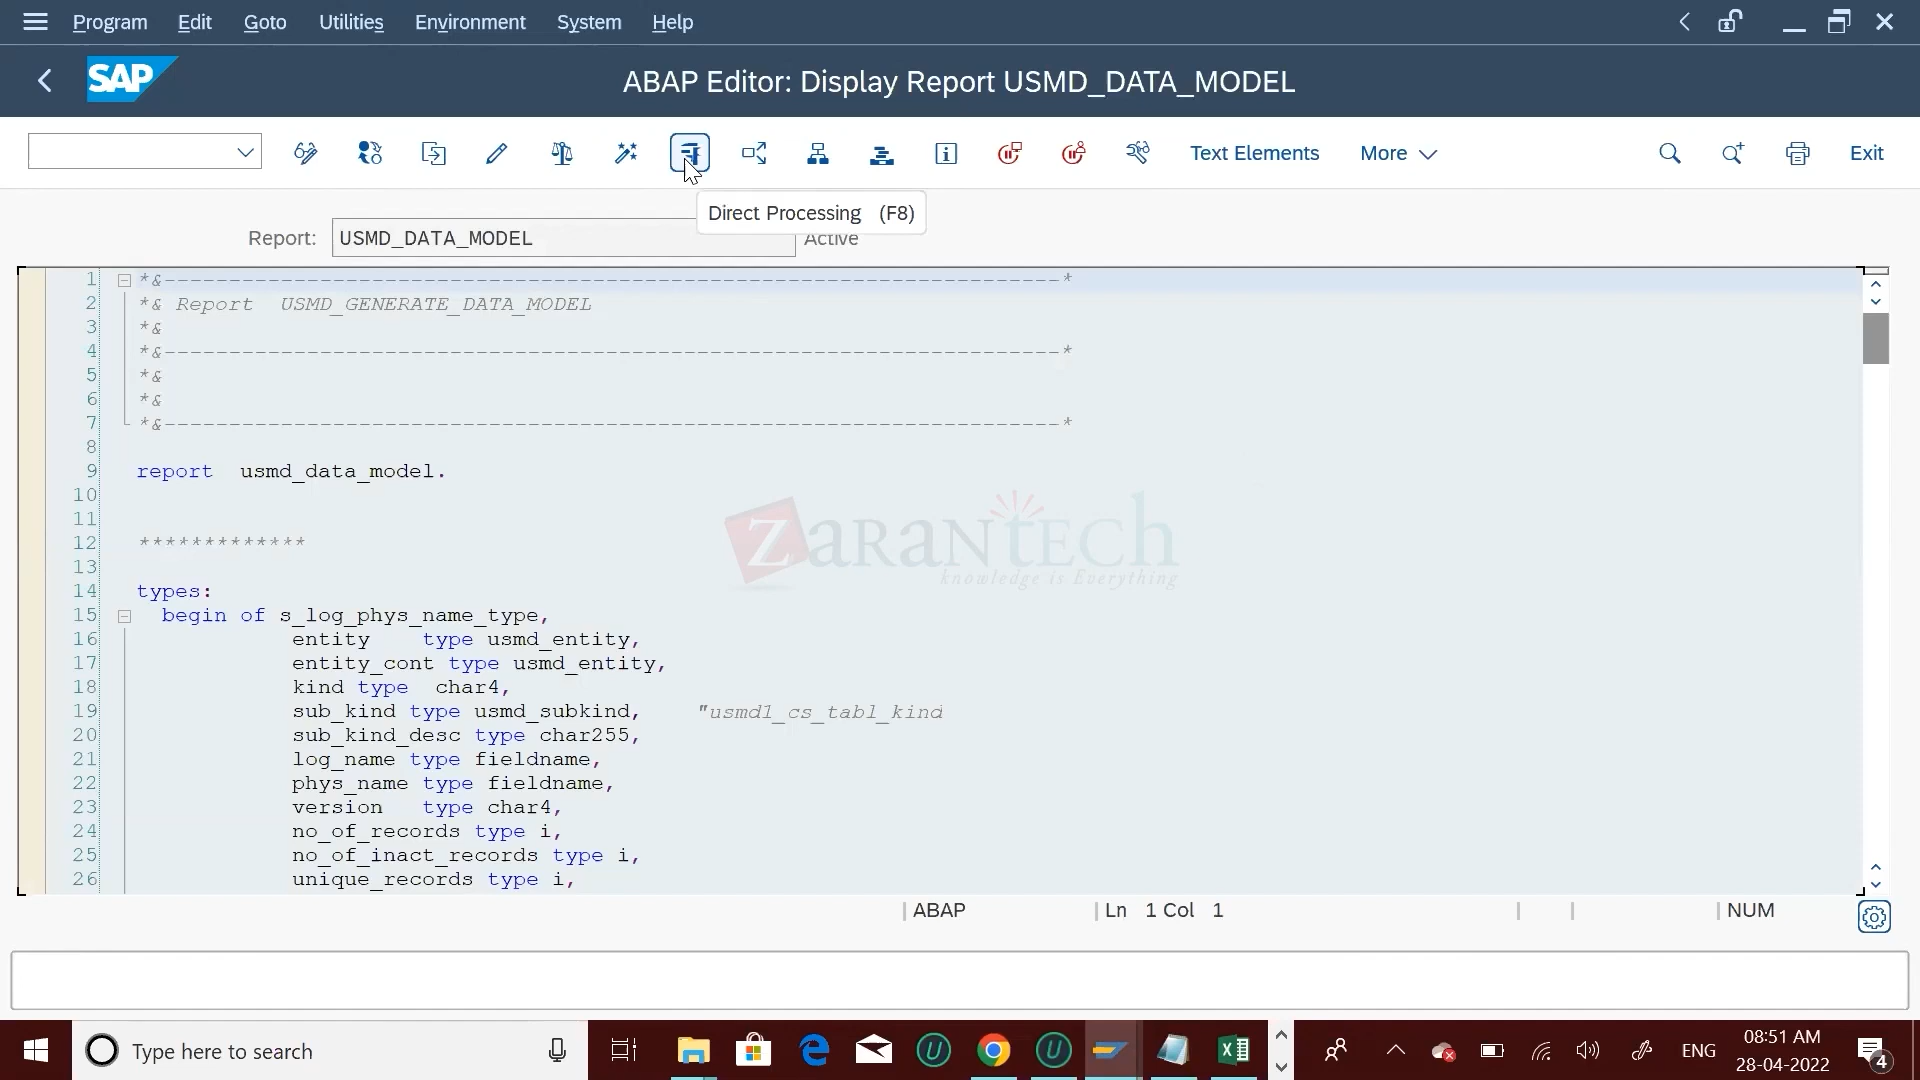 Program Edit Goto Utilities Environment System Help
SAP ABAP Editor: Display Report USMD_DATA_MODEL
Text Elements More Exit
Direct Processing (F8)
Report: USMD_DATA_MODEL Active
1 *&---------------------------------------------------------------------*
2 *& Report  USMD_GENERATE_DATA_MODEL
3 *&
4 *&---------------------------------------------------------------------*
5 *&
6 *&
7 *&---------------------------------------------------------------------*
8
9 report  usmd_data_model.
10
11
12 *************
13
14 types:
15   begin of s_log_phys_name_type,
16             entity    type usmd_entity,
17             entity_cont type usmd_entity,
18             kind type  char4,
19             sub_kind type usmd_subkind,    "usmd1_cs_tabl_kind
20             sub_kind_desc type char255,
21             log_name type fieldname,
22             phys_name type fieldname,
23             version   type char4,
24             no_of_records type i,
25             no_of_inact_records type i,
26             unique_records type i,
ZaranTech
knowledge is Everything
ABAP Ln 1 Col 1 NUM
Type here to search
ENG
08:51 AM
28-04-2022
4